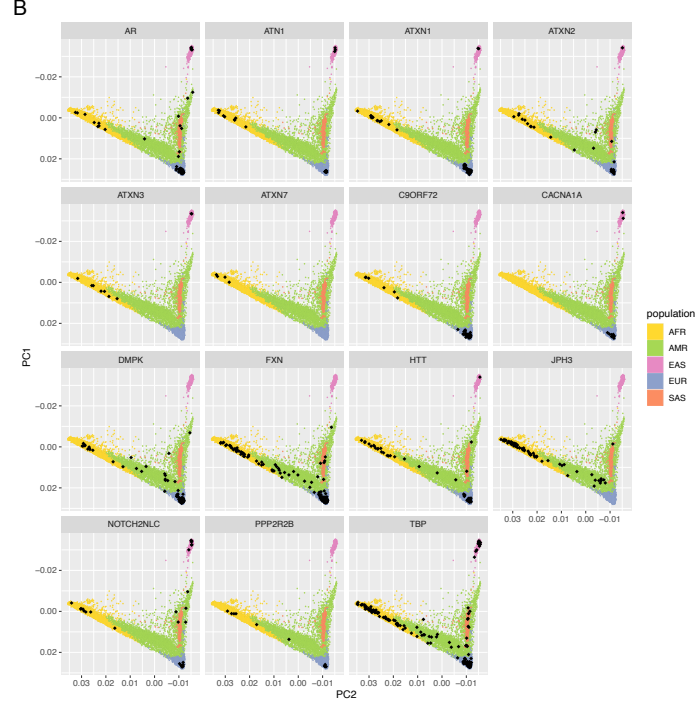 B
AR ATN1 ATXN1 ATXN2
−0.02
0.00
0.02
ATXN3 ATXN7 C9ORF72 CACNA1A
−0.02
0.00
0.02
DMPK FXN HTT JPH3
−0.02
0.00
0.02
0.03 0.02 0.01 0.00 −0.01
NOTCH2NLC PPP2R2B TBP
−0.02
0.00
0.02
0.03 0.02 0.01 0.00 −0.01 0.03 0.02 0.01 0.00 −0.01 0.03 0.02 0.01 0.00 −0.01
PC2
PC1
population
AFR
AMR
EAS
EUR
SAS